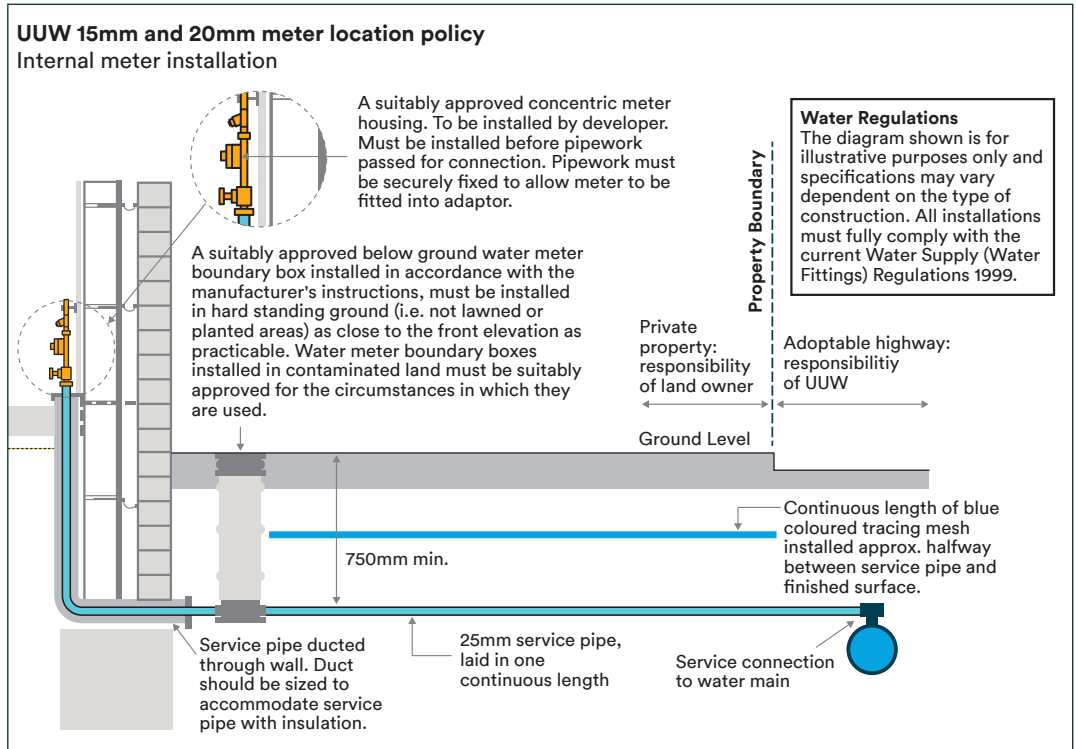 UUW 15mm and 20mm meter location policy
Internal meter installation
A suitably approved concentric meter
housing. To be installed by developer.
Must be installed before pipework
passed for connection. Pipework must
be securely fixed to allow meter to be
fitted into adaptor.
Property Boundary
Water Regulations
The diagram shown is for
illustrative purposes only and
specifications may vary
dependent on the type of
construction. All installations
must fully comply with the
current Water Supply (Water
Fittings) Regulations 1999.
A suitably approved below ground water meter
boundary box installed in accordance with the
manufacturer's instructions, must be installed
in hard standing ground (i.e. not lawned or
planted areas) as close to the front elevation as
practicable. Water meter boundary boxes
installed in contaminated land must be suitably
approved for the circumstances in which they
are used.
Private
property:
responsibility
of land owner
Adoptable highway:
responsibilitiy
of UUW
Ground Level
750mm min.
Continuous length of blue
coloured tracing mesh
installed approx. halfway
between service pipe and
finished surface.
Service pipe ducted
through wall. Duct
should be sized to
accommodate service
pipe with insulation.
25mm service pipe,
laid in one
continuous length
Service connection
to water main